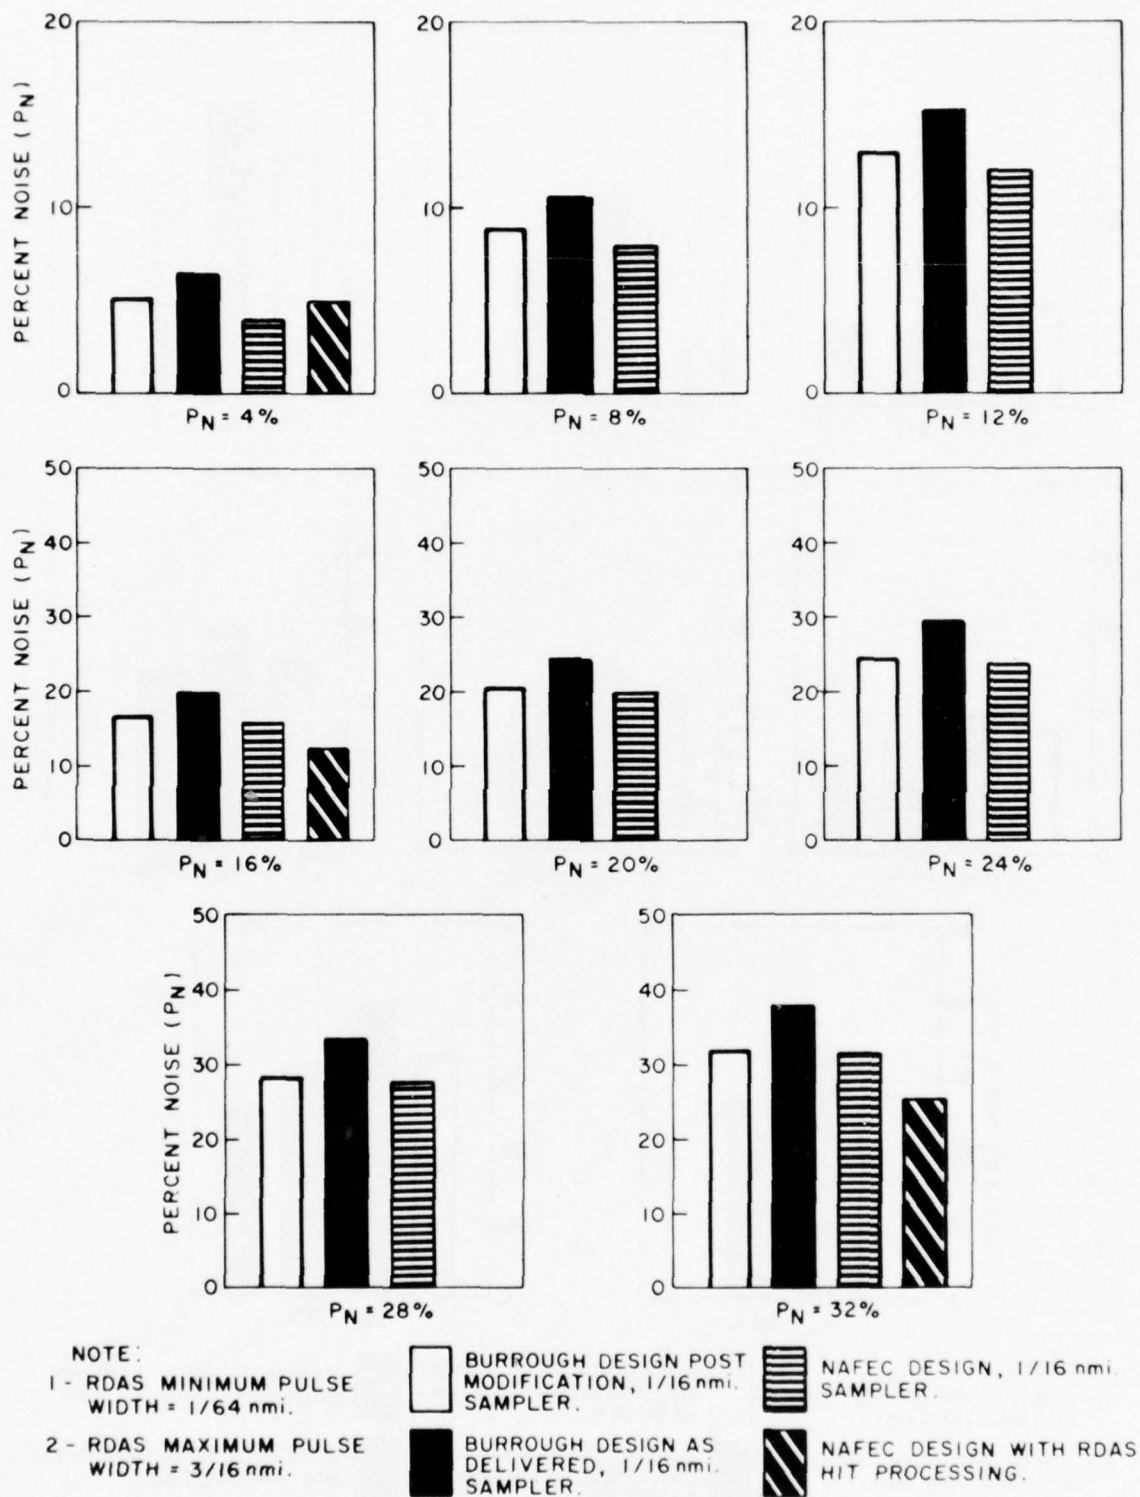 PERCENT NOISE (PN)
20
10
0
PN = 4%
20
10
0
PN = 8%
20
10
0
PN = 12%
PERCENT NOISE (PN)
50
40
30
20
10
0
PN = 16%
50
40
30
20
10
0
PN = 20%
50
40
30
20
10
0
PN = 24%
PERCENT NOISE (PN)
50
40
30
20
10
0
PN = 28%
50
40
30
20
10
0
PN = 32%
NOTE:
1 - RDAS MINIMUM PULSE
WIDTH = 1/64 nmi.
2 - RDAS MAXIMUM PULSE
WIDTH = 3/16 nmi.
BURROUGH DESIGN POST
MODIFICATION, 1/16 nmi.
SAMPLER.
BURROUGH DESIGN AS
DELIVERED, 1/16 nmi.
SAMPLER.
NAFEC DESIGN, 1/16 nmi.
SAMPLER.
NAFEC DESIGN WITH RDAS
HIT PROCESSING.